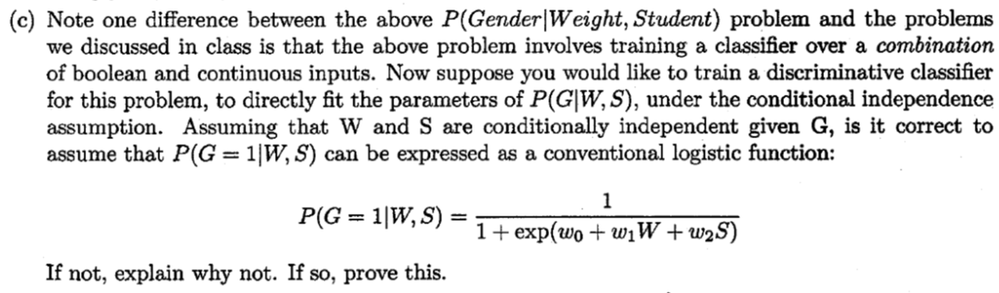 (c) Note one difference between the above P(Gender|Weight, Student) problem and the problems
we discussed in class is that the above problem involves training a classifier over a combination
of boolean and continuous inputs. Now suppose you would like to train a discriminative classifier
for this problem, to directly fit the parameters of P(G|W, S), under the conditional independence
assumption. Assuming that W and S are conditionally independent given G, is it correct to
assume that P(G = 1|W, S) can be expressed as a conventional logistic function:
P(G = 1|W, S) = 1 / 1 + exp(w₀ + w₁W + w₂S)
If not, explain why not. If so, prove this.